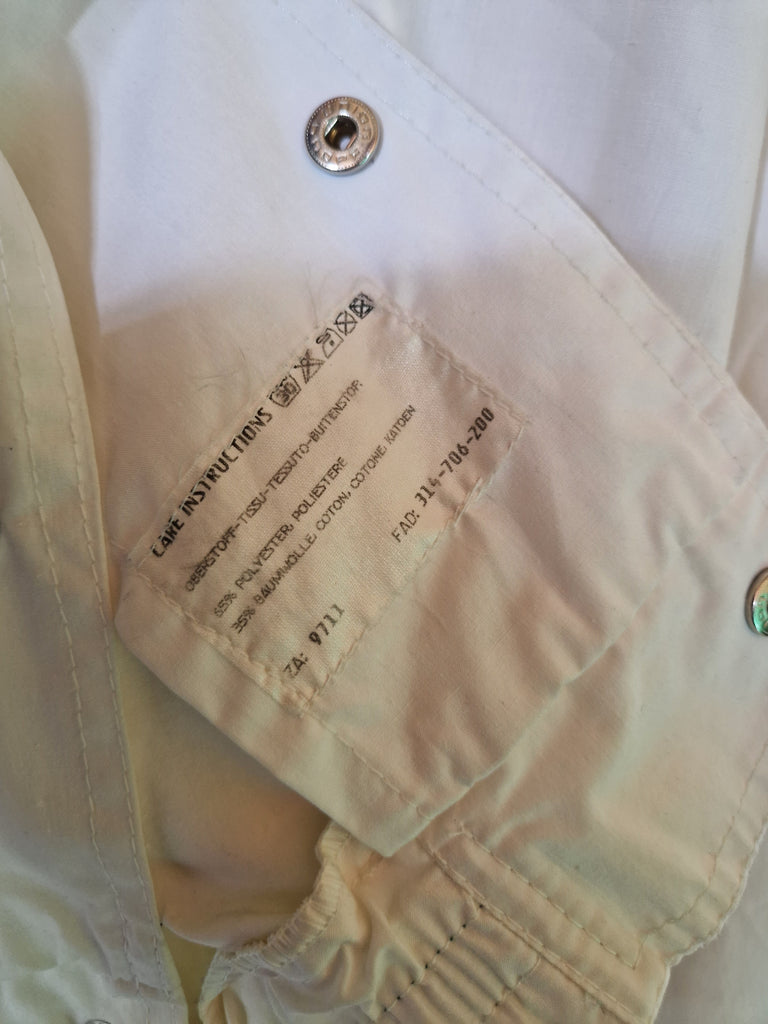 CARE INSTRUCTIONS 30
OBERSTOFF-TISSU-TESSUTO-BUITENSTOF
65% POLYESTER, POLIESTERE
35% BAUMWOLLE, COTON, COTONE, KATOEN
FAD: 314-706-200
ZA: 9711